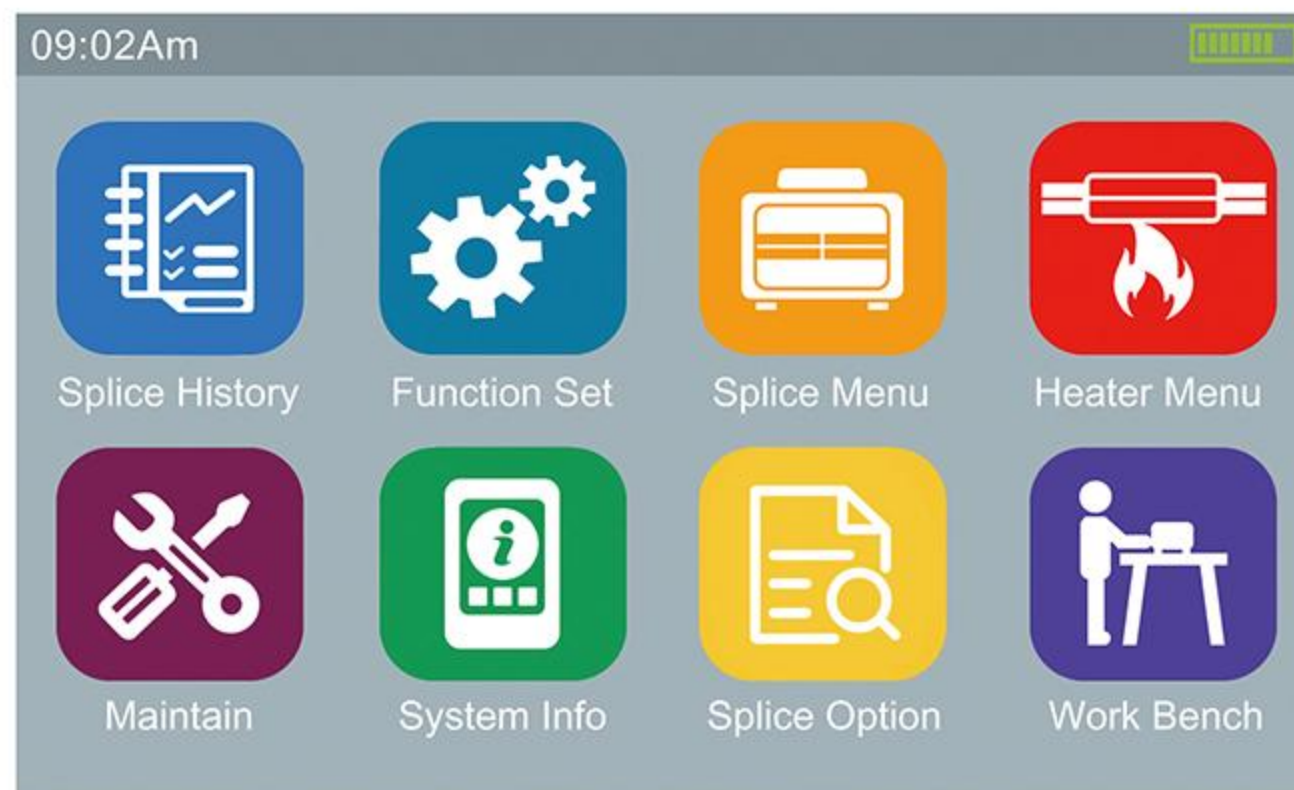 09:02Am
Splice History Function Set Splice Menu Heater Menu
Maintain System Info Splice Option Work Bench